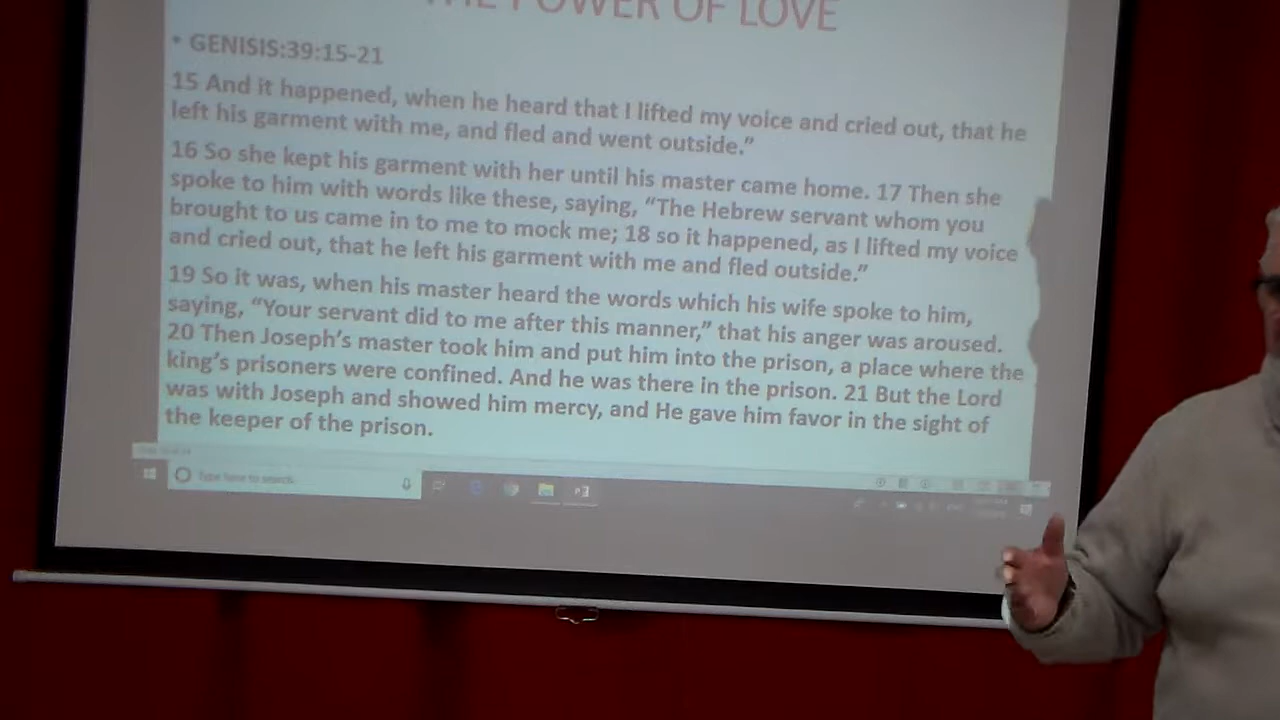 THE POWER OF LOVE
• GENISIS:39:15-21
15 And it happened, when he heard that I lifted my voice and cried out, that he
left his garment with me, and fled and went outside.”
16 So she kept his garment with her until his master came home. 17 Then she
spoke to him with words like these, saying, “The Hebrew servant whom you
brought to us came in to me to mock me; 18 so it happened, as I lifted my voice
and cried out, that he left his garment with me and fled outside.”
19 So it was, when his master heard the words which his wife spoke to him,
saying, “Your servant did to me after this manner,” that his anger was aroused.
20 Then Joseph’s master took him and put him into the prison, a place where the
king’s prisoners were confined. And he was there in the prison. 21 But the Lord
was with Joseph and showed him mercy, and He gave him favor in the sight of
the keeper of the prison.
Type here to search